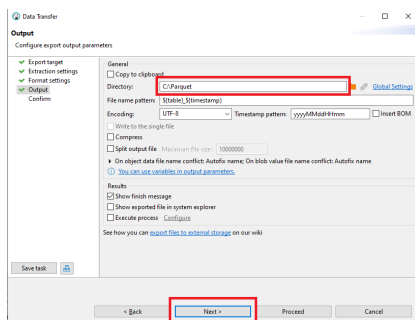 Data Transfer
Output
Configure export output parameters
Export target
Extraction settings
Format settings
Output
Confirm
General
Copy to clipboard
Directory: C:\Parquet Global Settings
File name pattern: ${table}_${timestamp}
Encoding: UTF-8 Timestamp pattern: yyyyMMddHHmm Insert BOM
Write to the single file
Compress
Split output file Maximum file size: 10000000
On object data file name conflict: Autofix name; On blob value file name conflict: Autofix name
You can use variables in output parameters.
Results
Show finish message
Show exported file in system explorer
Execute process Configure
See how you can export files to external storage on our wiki
Save task
< Back Next > Proceed Cancel